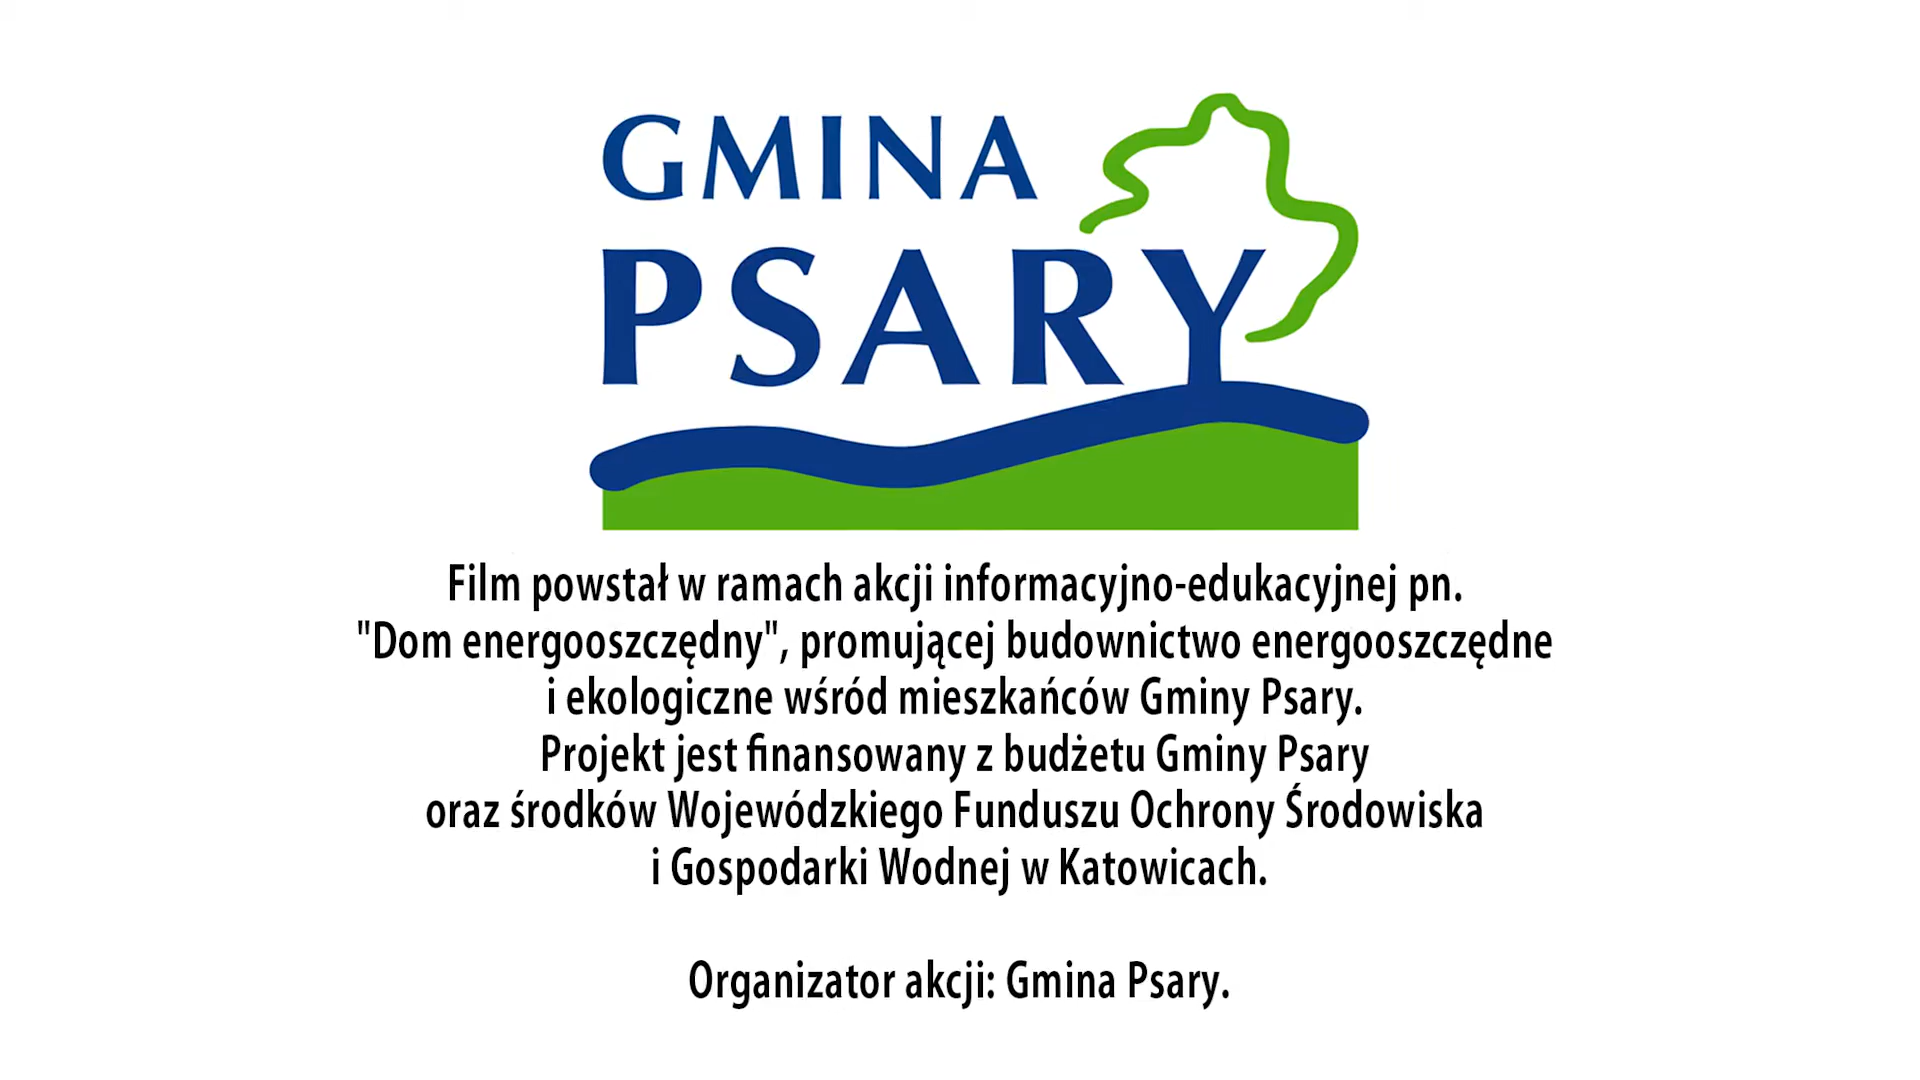 GMINA
PSARY
Film powstał w ramach akcji informacyjno-edukacyjnej pn.
"Dom energooszczędny", promującej budownictwo energooszczędne
i ekologiczne wśród mieszkańców Gminy Psary.
Projekt jest finansowany z budżetu Gminy Psary
oraz środków Wojewódzkiego Funduszu Ochrony Środowiska
i Gospodarki Wodnej w Katowicach.
Organizator akcji: Gmina Psary.